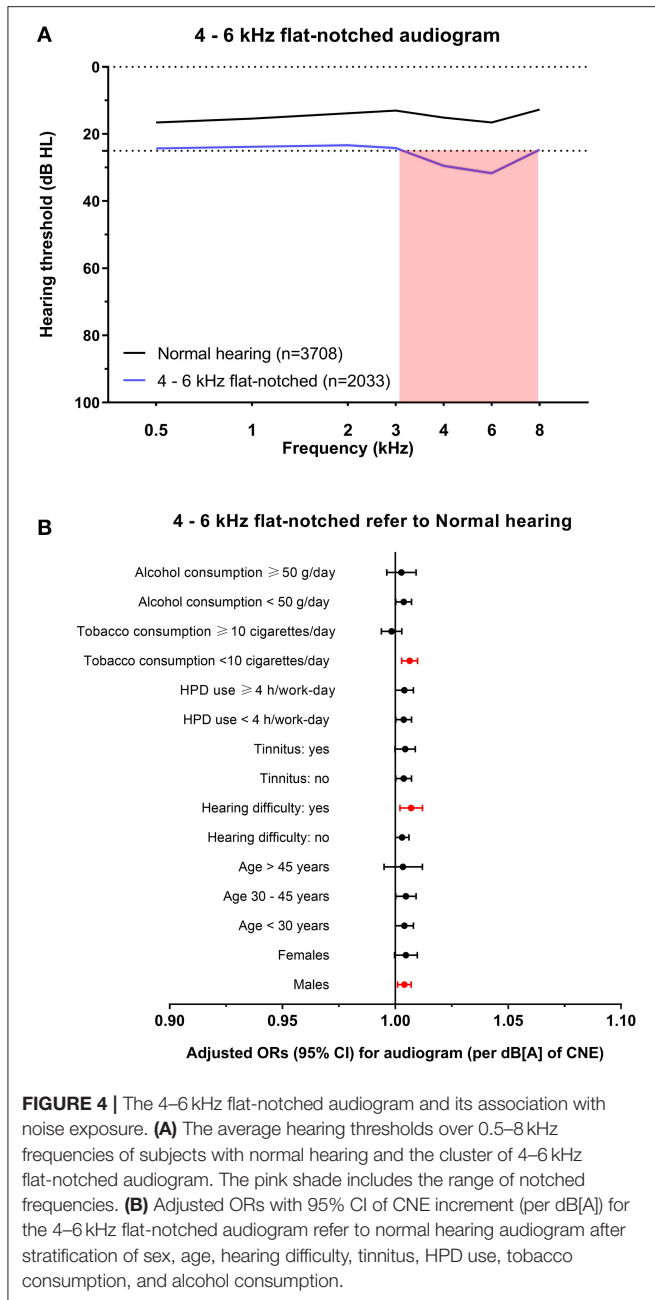 A
4 - 6 kHz flat-notched audiogram
Hearing threshold (dB HL)
0
20
40
60
80
100
Normal hearing (n=3708)
4 - 6 kHz flat-notched (n=2033)
0.5 1 2 3 4 6 8
Frequency (kHz)
B
4 - 6 kHz flat-notched refer to Normal hearing
Alcohol consumption ⩾ 50 g/day
Alcohol consumption < 50 g/day
Tobacco consumption ⩾ 10 cigarettes/day
Tobacco consumption <10 cigarettes/day
HPD use ⩾ 4 h/work-day
HPD use < 4 h/work-day
Tinnitus: yes
Tinnitus: no
Hearing difficulty: yes
Hearing difficulty: no
Age > 45 years
Age 30 - 45 years
Age < 30 years
Females
Males
0.90 0.95 1.00 1.05 1.10
Adjusted ORs (95% CI) for audiogram (per dB[A] of CNE)
FIGURE 4 | The 4–6 kHz flat-notched audiogram and its association with
noise exposure. (A) The average hearing thresholds over 0.5–8 kHz
frequencies of subjects with normal hearing and the cluster of 4–6 kHz
flat-notched audiogram. The pink shade includes the range of notched
frequencies. (B) Adjusted ORs with 95% CI of CNE increment (per dB[A]) for
the 4–6 kHz flat-notched audiogram refer to normal hearing audiogram after
stratification of sex, age, hearing difficulty, tinnitus, HPD use, tobacco
consumption, and alcohol consumption.